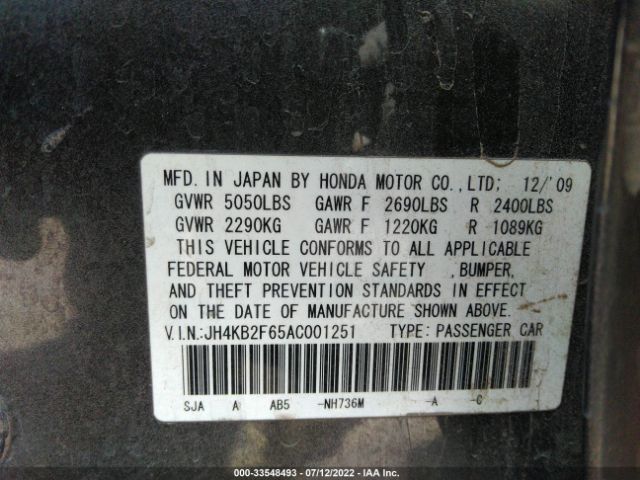 MFD. IN JAPAN BY HONDA MOTOR CO.,LTD; 12/'09
GVWR 5050LBS GAWR F 2690LBS R 2400LBS
GVWR 2290KG GAWR F 1220KG R 1089KG
THIS VEHICLE CONFORMS TO ALL APPLICABLE
FEDERAL MOTOR VEHICLE SAFETY ,BUMPER,
AND THEFT PREVENTION STANDARDS IN EFFECT
ON THE DATE OF MANUFACTURE SHOWN ABOVE.
V.I.N:JH4KB2F65AC001251 TYPE: PASSENGER CAR
SJA A AB5 -NH736M -A -C
000-33548493 - 07/12/2022 - IAA Inc.